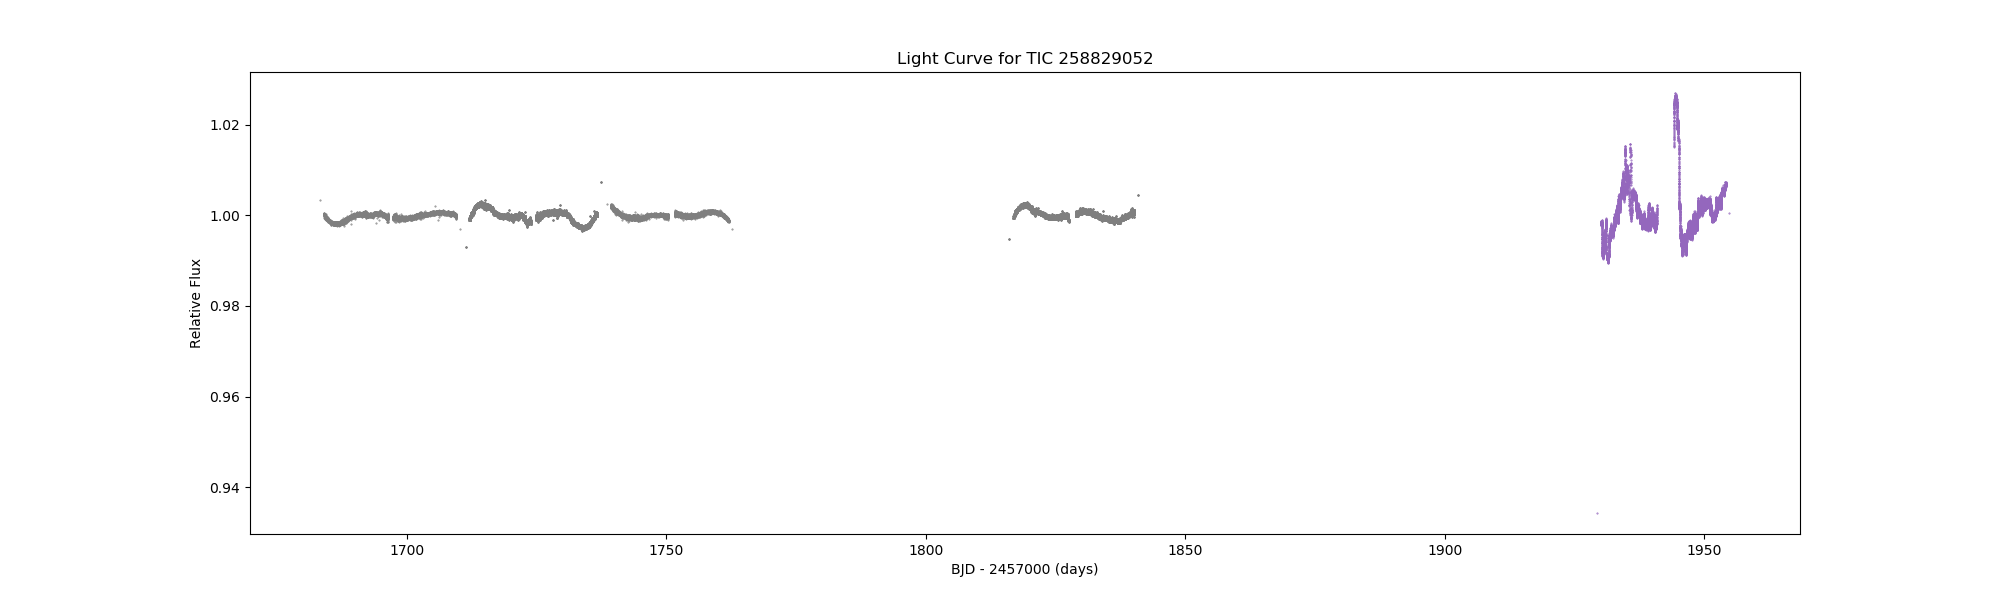 Light Curve for TIC 258829052
Relative Flux
1.02
1.00
0.98
0.96
0.94
1700 1750 1800 1850 1900 1950
BJD - 2457000 (days)